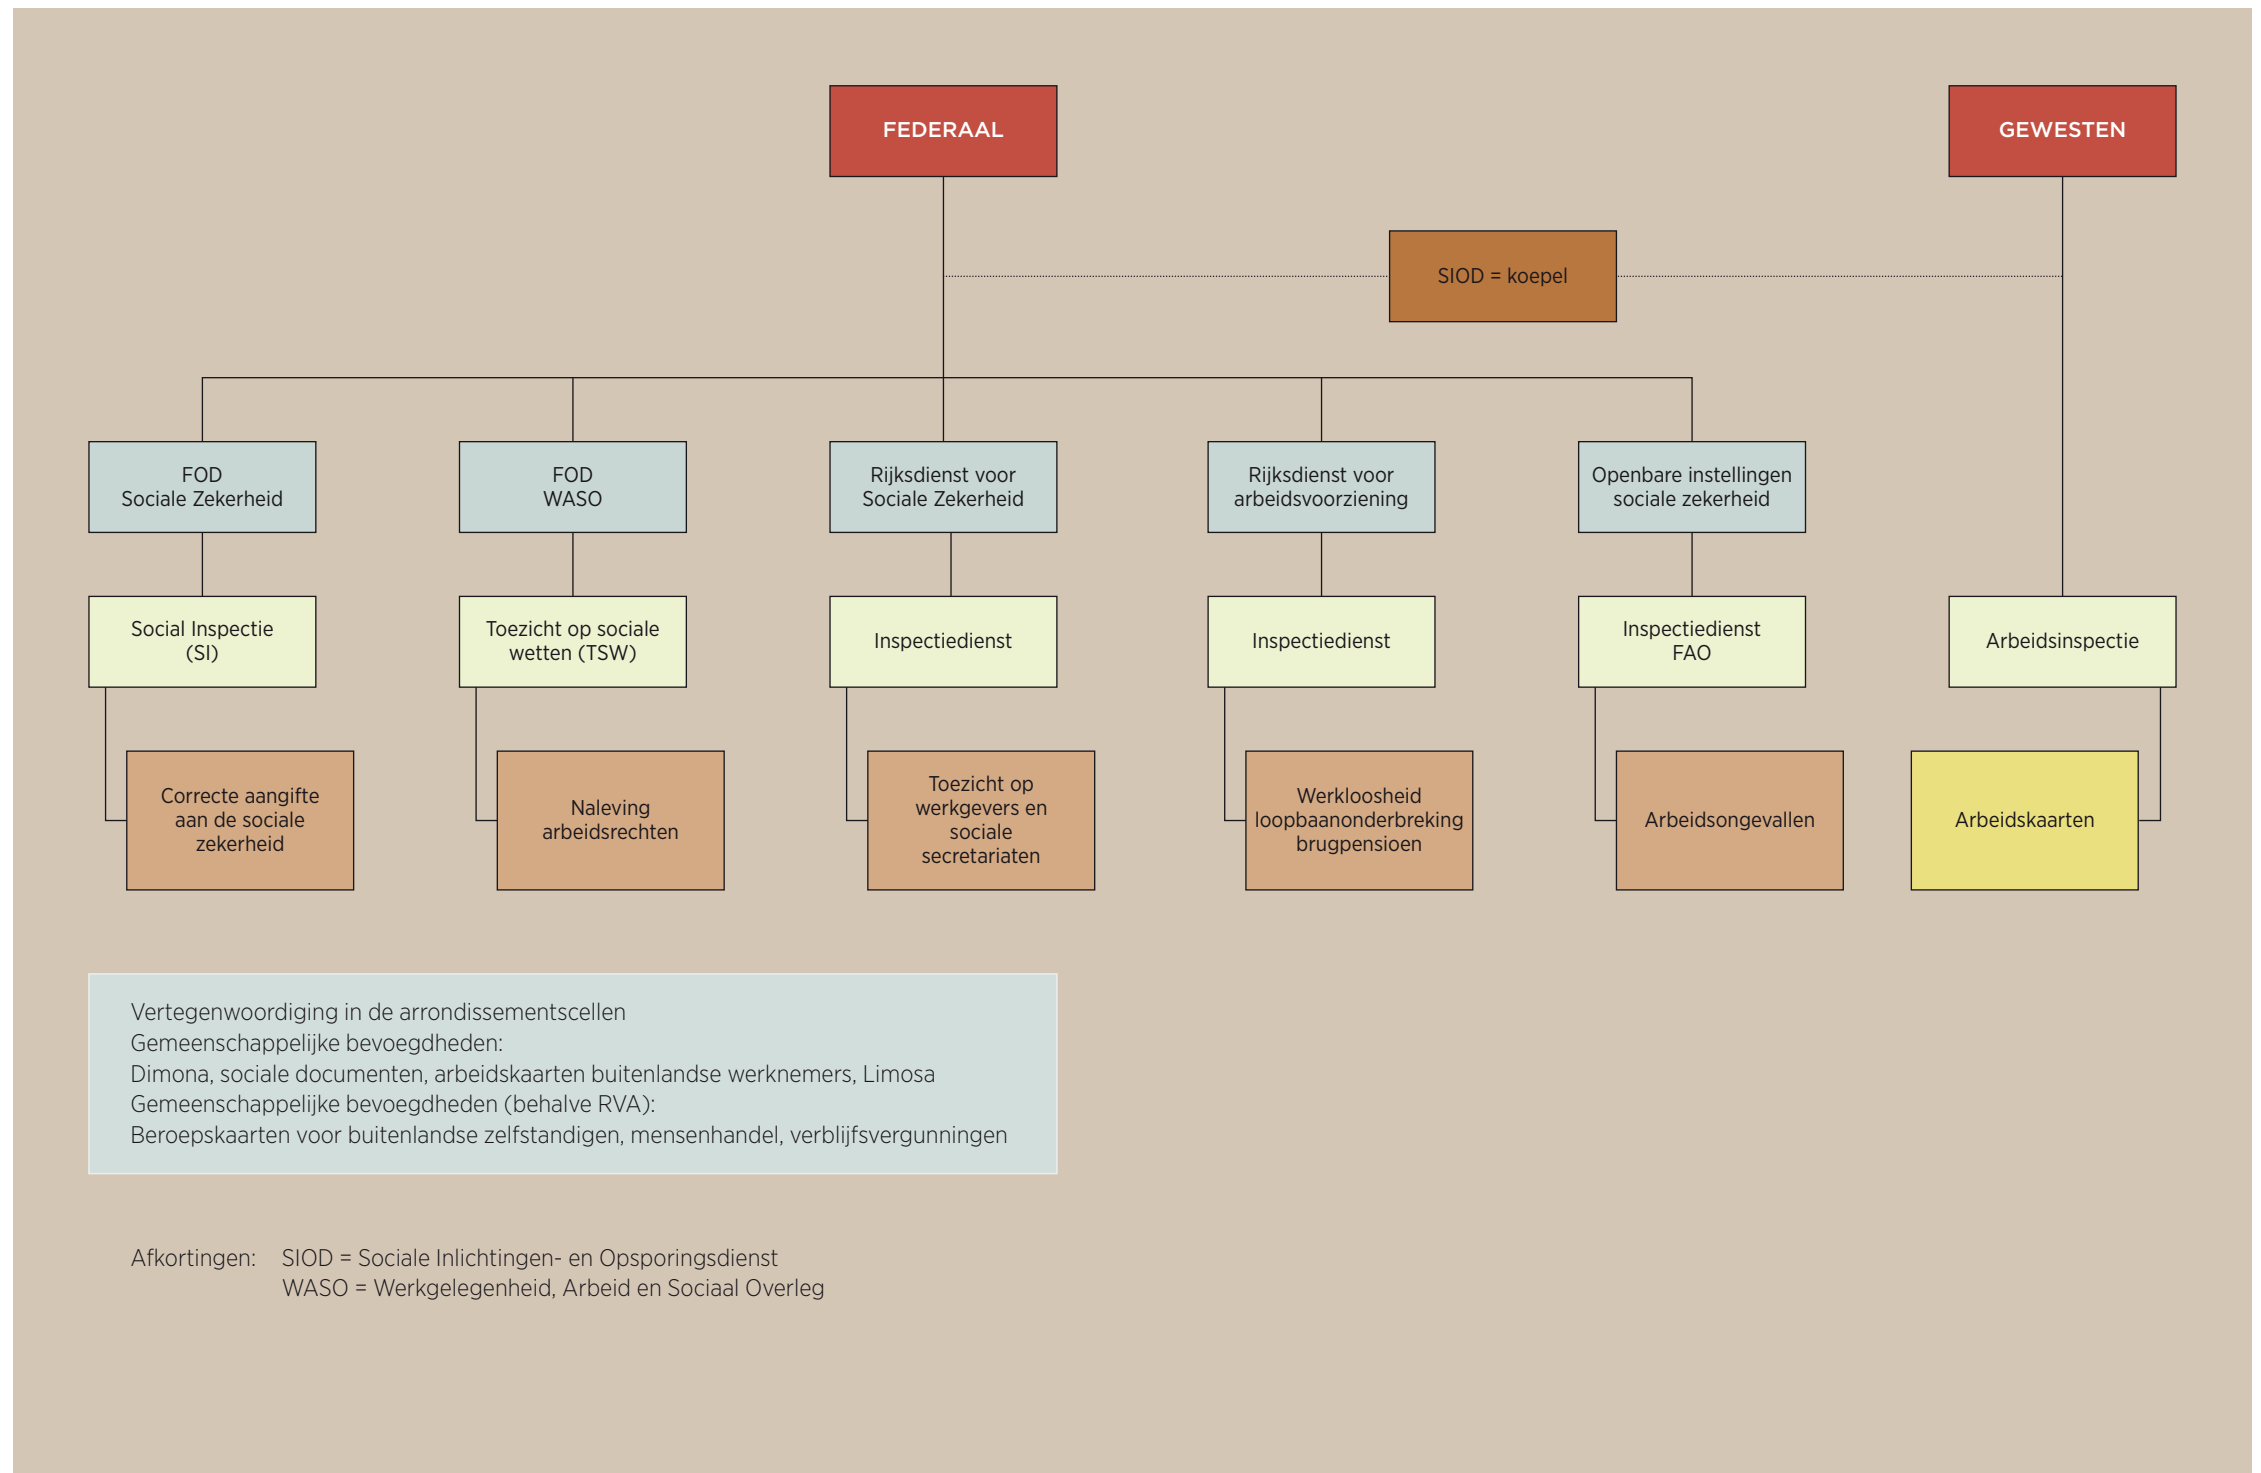 FEDERAAL
GEWESTEN
SIOD = koepel
FOD
Sociale Zekerheid
FOD
WASO
Rijksdienst voor
Sociale Zekerheid
Rijksdienst voor
arbeidsvoorziening
Openbare instellingen
sociale zekerheid
Social Inspectie
(SI)
Toezicht op sociale
wetten (TSW)
Inspectiedienst
Inspectiedienst
Inspectiedienst
FAO
Arbeidsinspectie
Correcte aangifte
aan de sociale
zekerheid
Naleving
arbeidsrechten
Toezicht op
werkgevers en
sociale
secretariaten
Werkloosheid
loopbaanonderbreking
brugpensioen
Arbeidsongevallen
Arbeidskaarten
Vertegenwoordiging in de arrondissementscellen
Gemeenschappelijke bevoegdheden:
Dimona, sociale documenten, arbeidskaarten buitenlandse werknemers, Limosa
Gemeenschappelijke bevoegdheden (behalve RVA):
Beroepskaarten voor buitenlandse zelfstandigen, mensenhandel, verblijfsvergunningen
Afkortingen: SIOD = Sociale Inlichtingen- en Opsporingsdienst
WASO = Werkgelegenheid, Arbeid en Sociaal Overleg